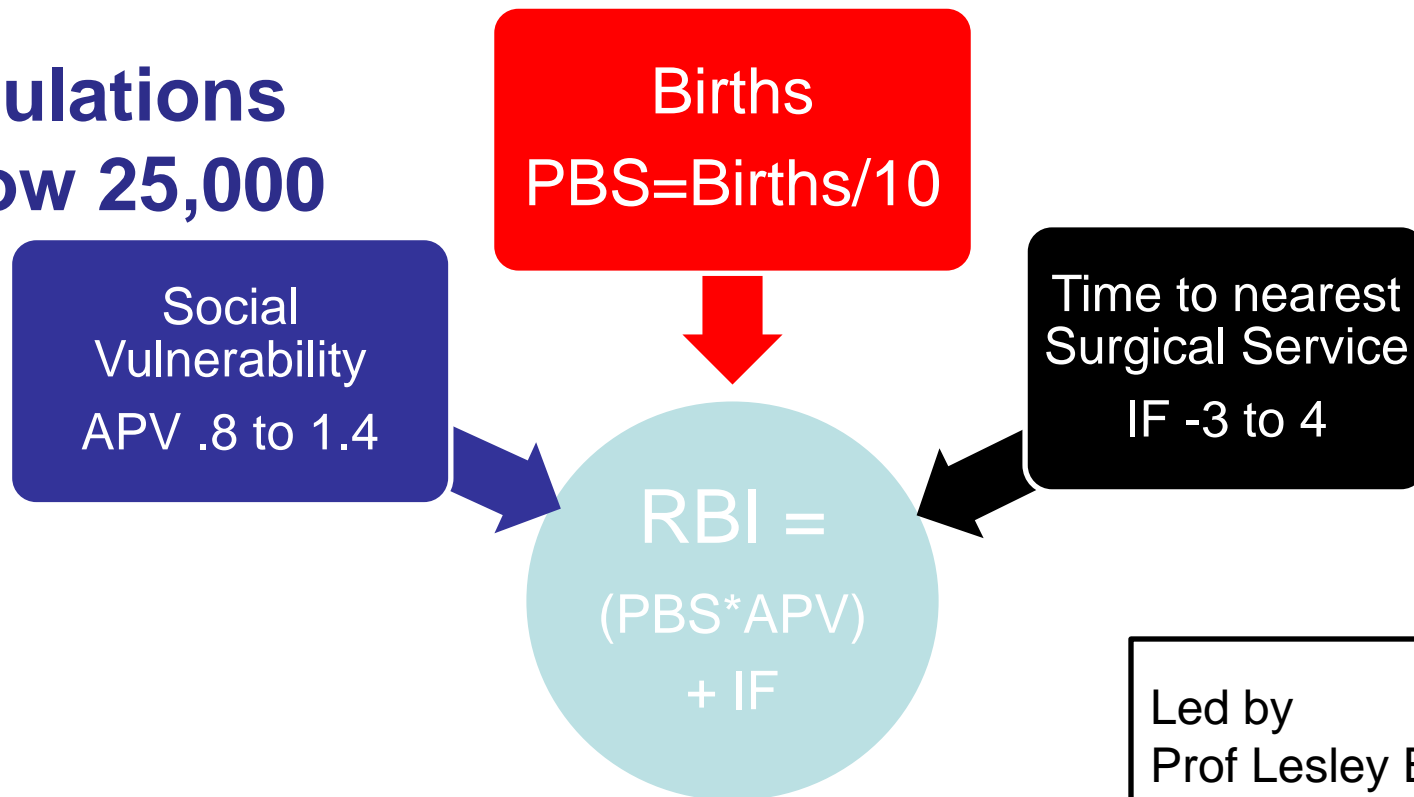 ulations
ow 25,000
Births
PBS=Births/10
Social
Vulnerability
APV .8 to 1.4
Time to nearest
Surgical Service
IF -3 to 4
RBI =
(PBS*APV)
+ IF
Led by
Prof Lesley